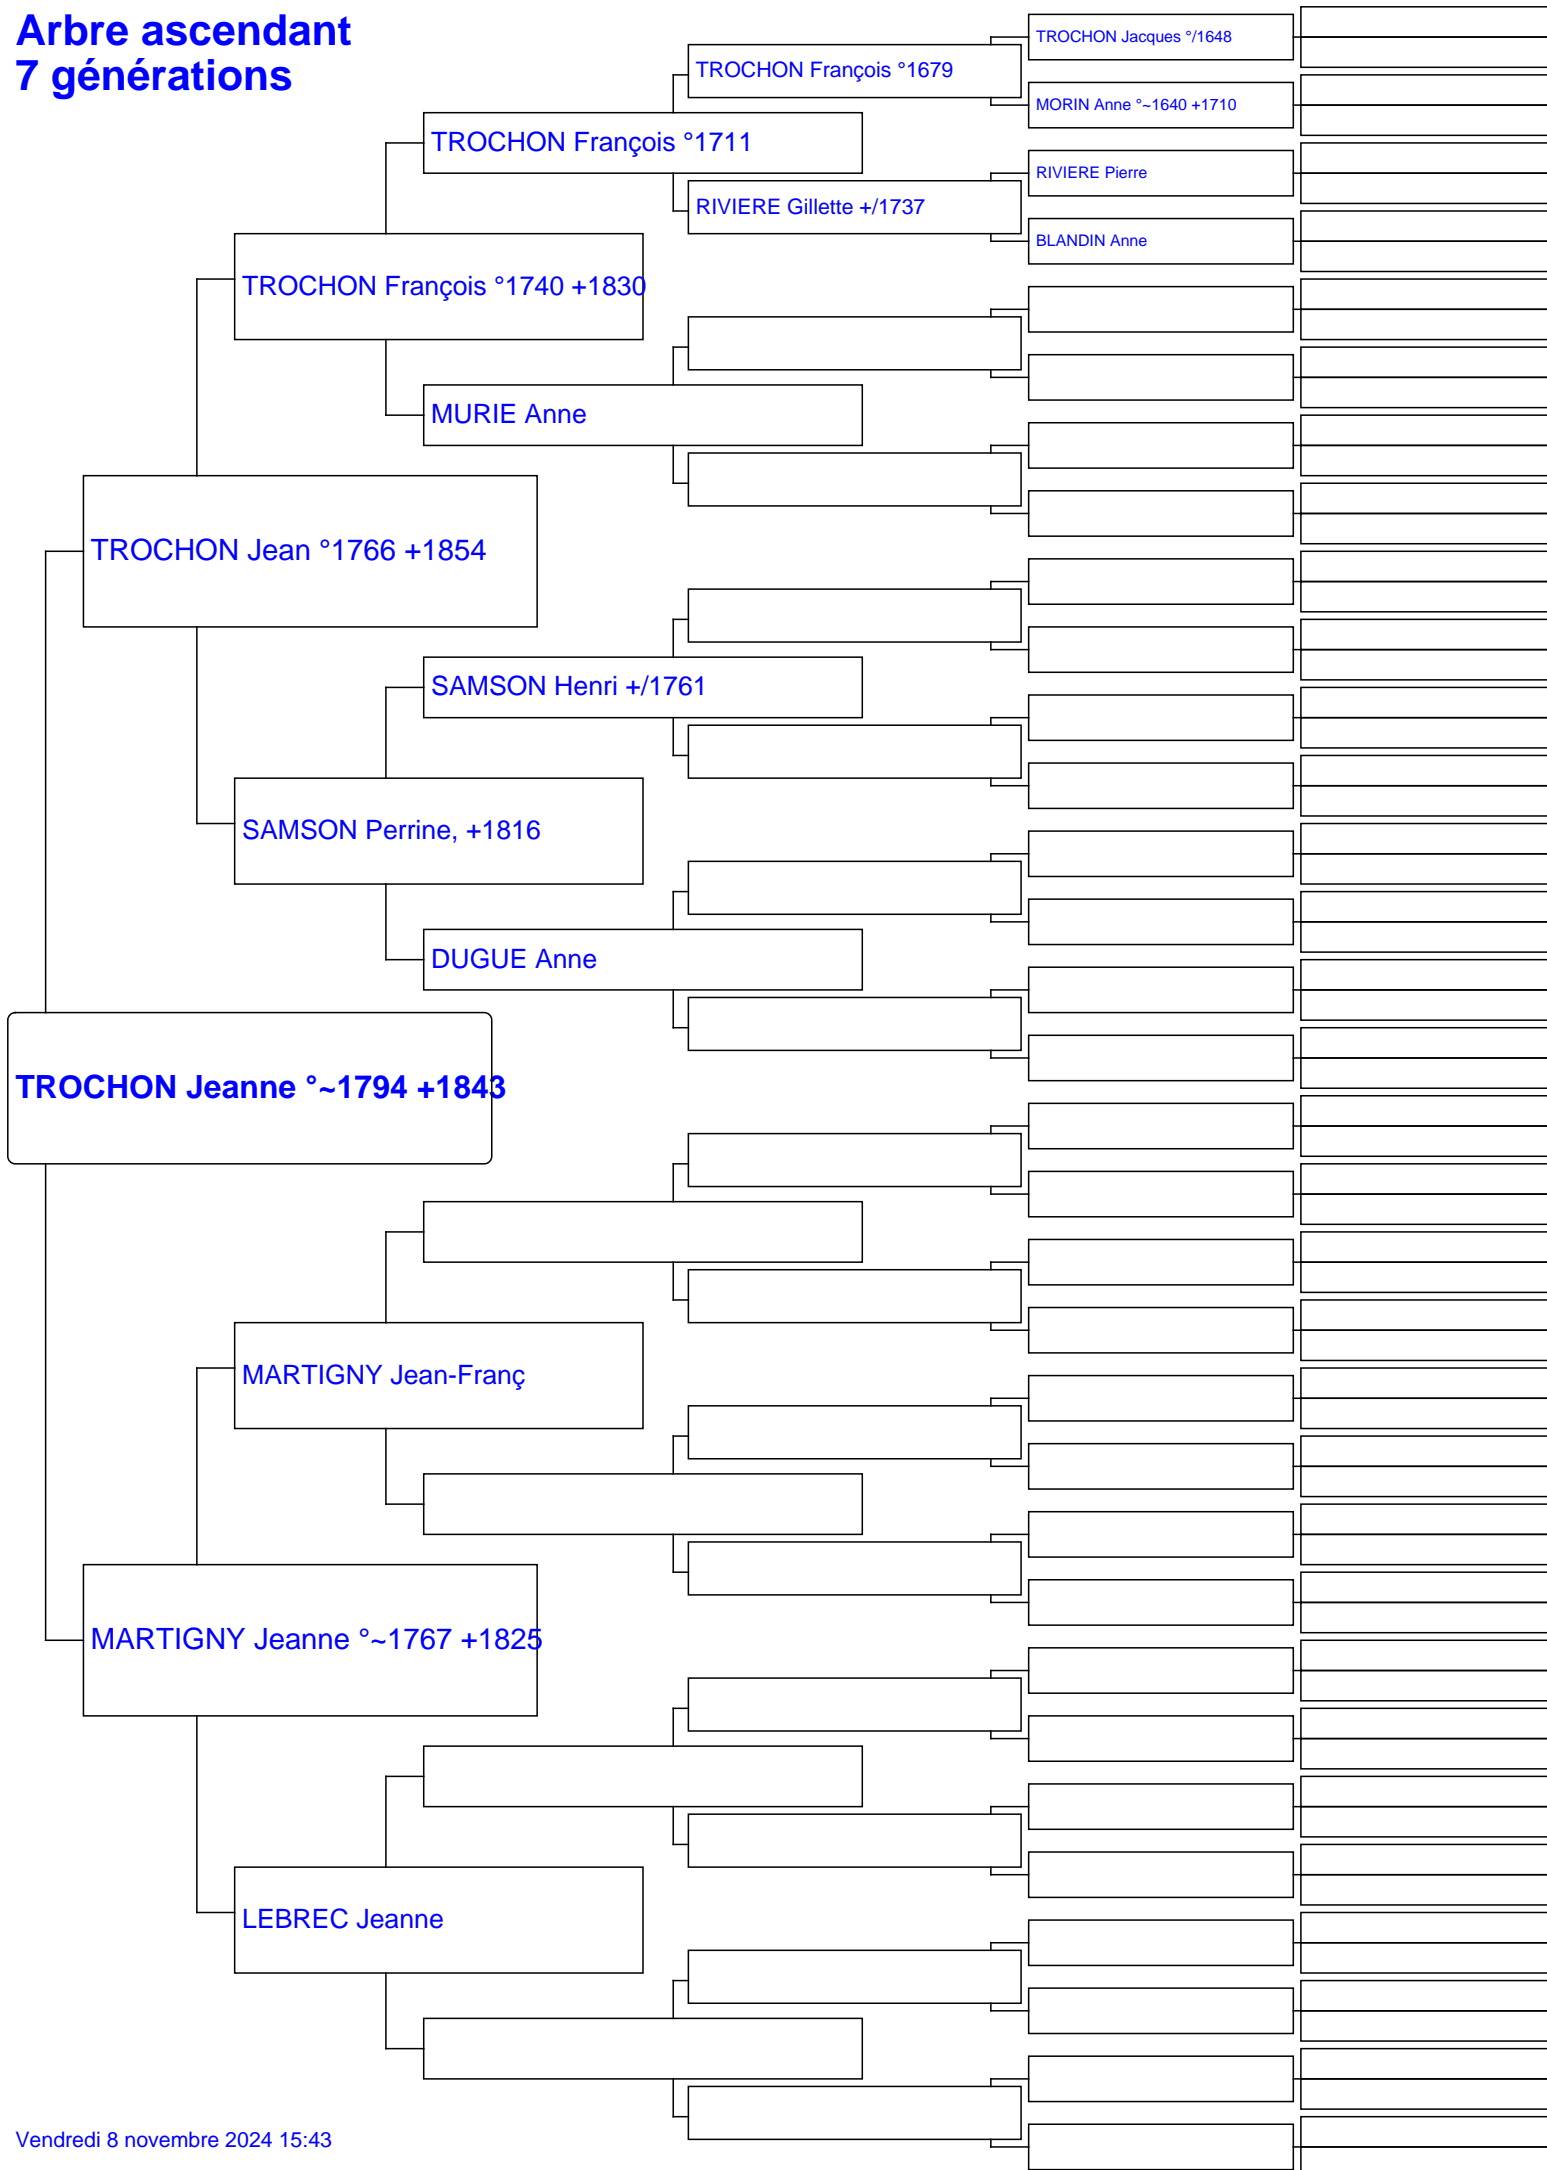 Arbre ascendant
7 générations
TROCHON Jacques °/1648
TROCHON François °1679
MORIN Anne °~1640 +1710
TROCHON François °1711
RIVIERE Pierre
RIVIERE Gillette +/1737
BLANDIN Anne
TROCHON François °1740 +1830
MURIE Anne
TROCHON Jean °1766 +1854
SAMSON Henri +/1761
SAMSON Perrine, +1816
DUGUE Anne
TROCHON Jeanne °~1794 +1843
MARTIGNY Jean-Franç
MARTIGNY Jeanne °~1767 +1825
LEBREC Jeanne
Vendredi 8 novembre 2024 15:43